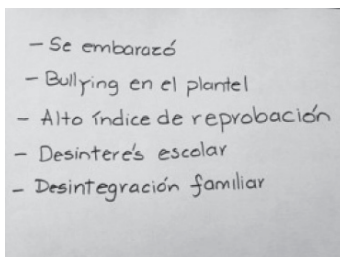 - Se embarazó
- Bullying en el plantel
- Alto índice de reprobación
- Desinterés escolar
- Desintegración familiar